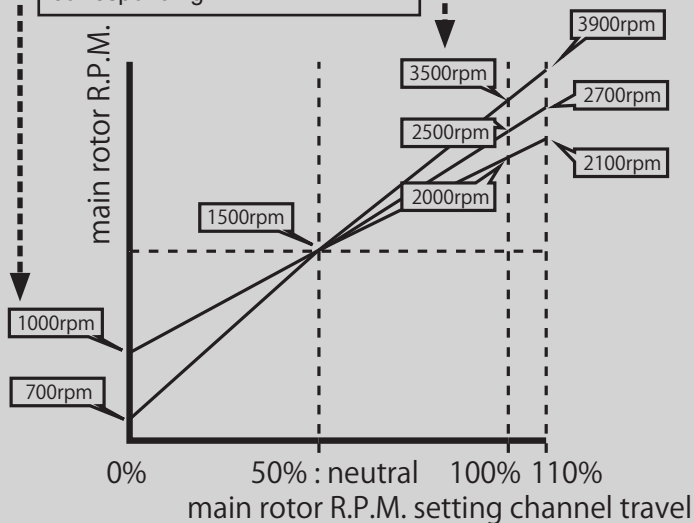 main rotor R.P.M.
3900rpm
3500rpm
2700rpm
2500rpm
2100rpm
2000rpm
1500rpm
1000rpm
700rpm
0%
50% : neutral
100%
110%
main rotor R.P.M. setting channel travel